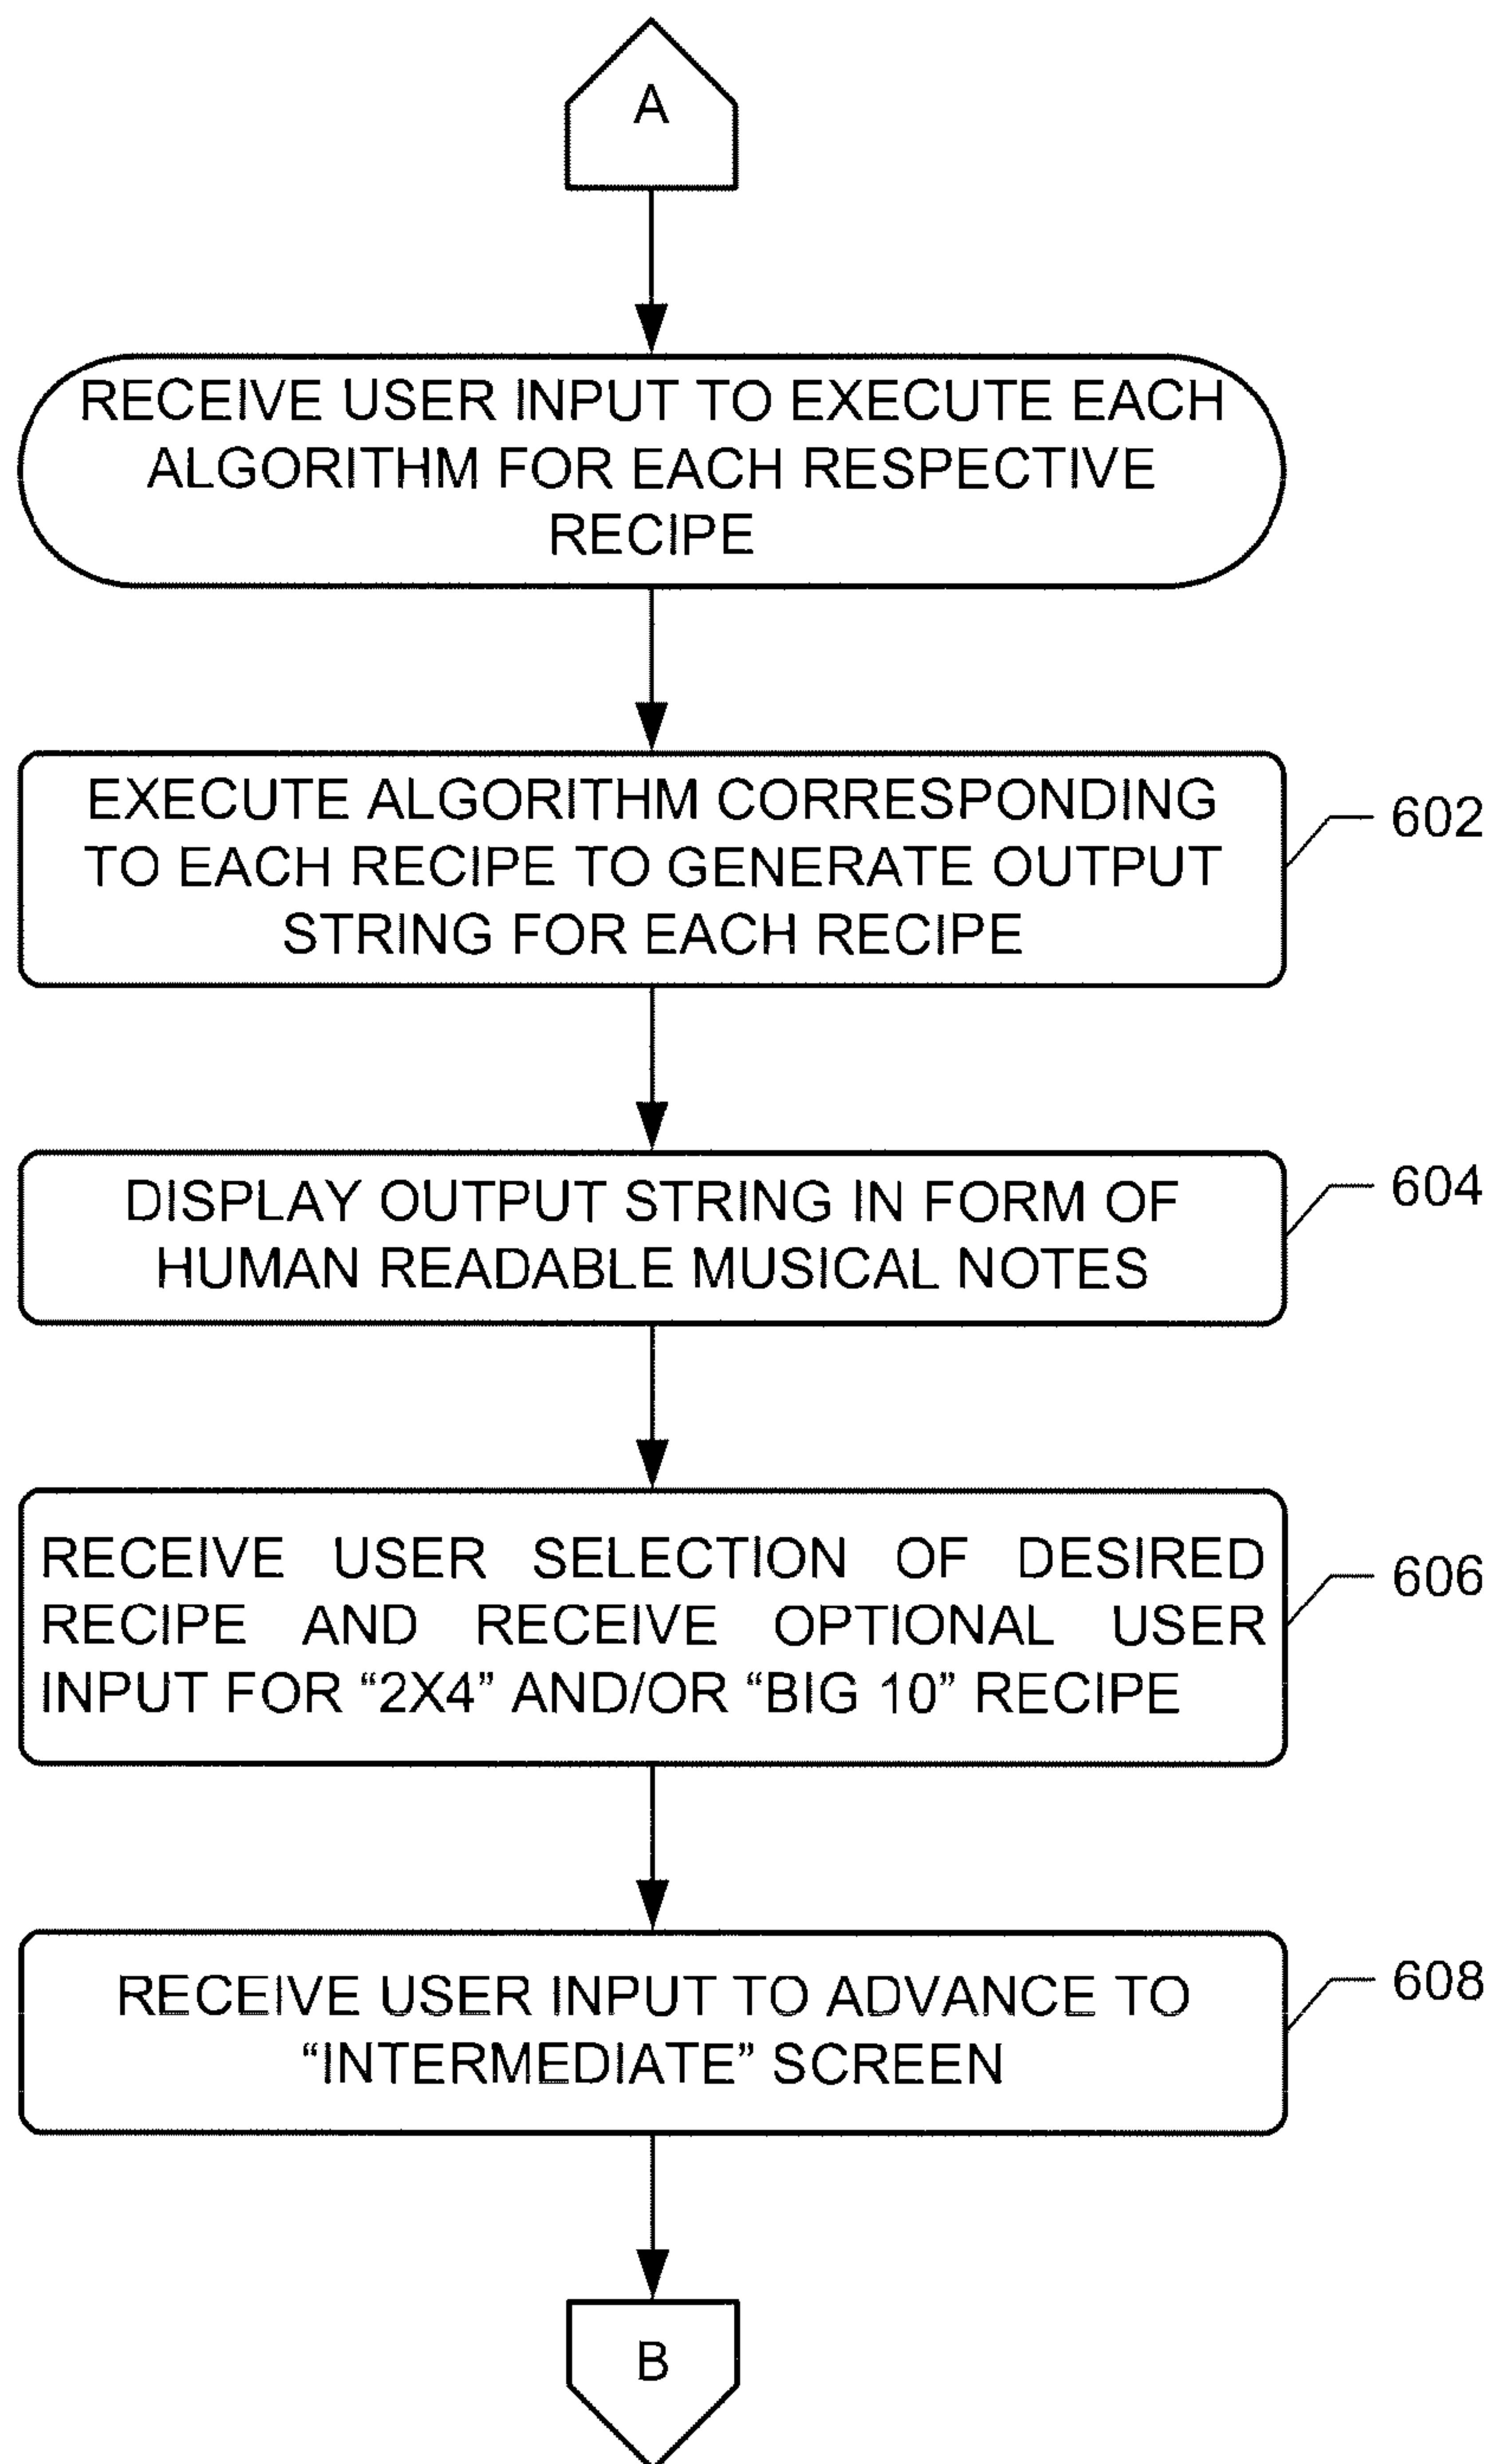 A
RECEIVE USER INPUT TO EXECUTE EACH
ALGORITHM FOR EACH RESPECTIVE
RECIPE
EXECUTE ALGORITHM CORRESPONDING
TO EACH RECIPE TO GENERATE OUTPUT
STRING FOR EACH RECIPE
602
DISPLAY OUTPUT STRING IN FORM OF
HUMAN READABLE MUSICAL NOTES
604
RECEIVE USER SELECTION OF DESIRED
RECIPE AND RECEIVE OPTIONAL USER
INPUT FOR “2X4” AND/OR “BIG 10” RECIPE
606
RECEIVE USER INPUT TO ADVANCE TO
“INTERMEDIATE” SCREEN
608
B